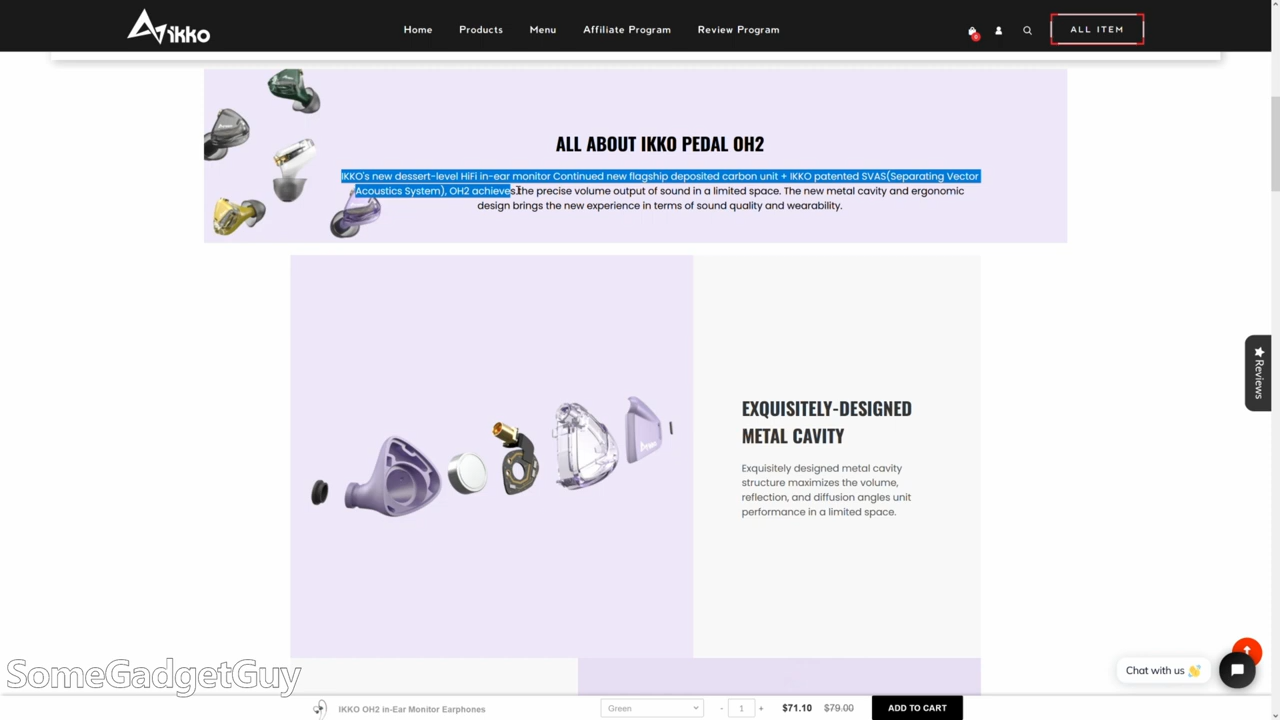 ikko
Home
Products
Menu
Affiliate Program
Review Program
0
ALL ITEM
ALL ABOUT IKKO PEDAL OH2
IKKO's new dessert-level HiFi in-ear monitor Continued new flagship deposited carbon unit + IKKO patented SVAS(Separating Vector
Acoustics System), OH2 achieves the precise volume output of sound in a limited space. The new metal cavity and ergonomic
design brings the new experience in terms of sound quality and wearability.
EXQUISITELY-DESIGNED
METAL CAVITY
Exquisitely designed metal cavity
structure maximizes the volume,
reflection, and diffusion angles unit
performance in a limited space.
★ Reviews
Chat with us 👋
SomeGadgetGuy
IKKO OH2 in-Ear Monitor Earphones
Green
- 1 +
$71.10
$79.00
ADD TO CART